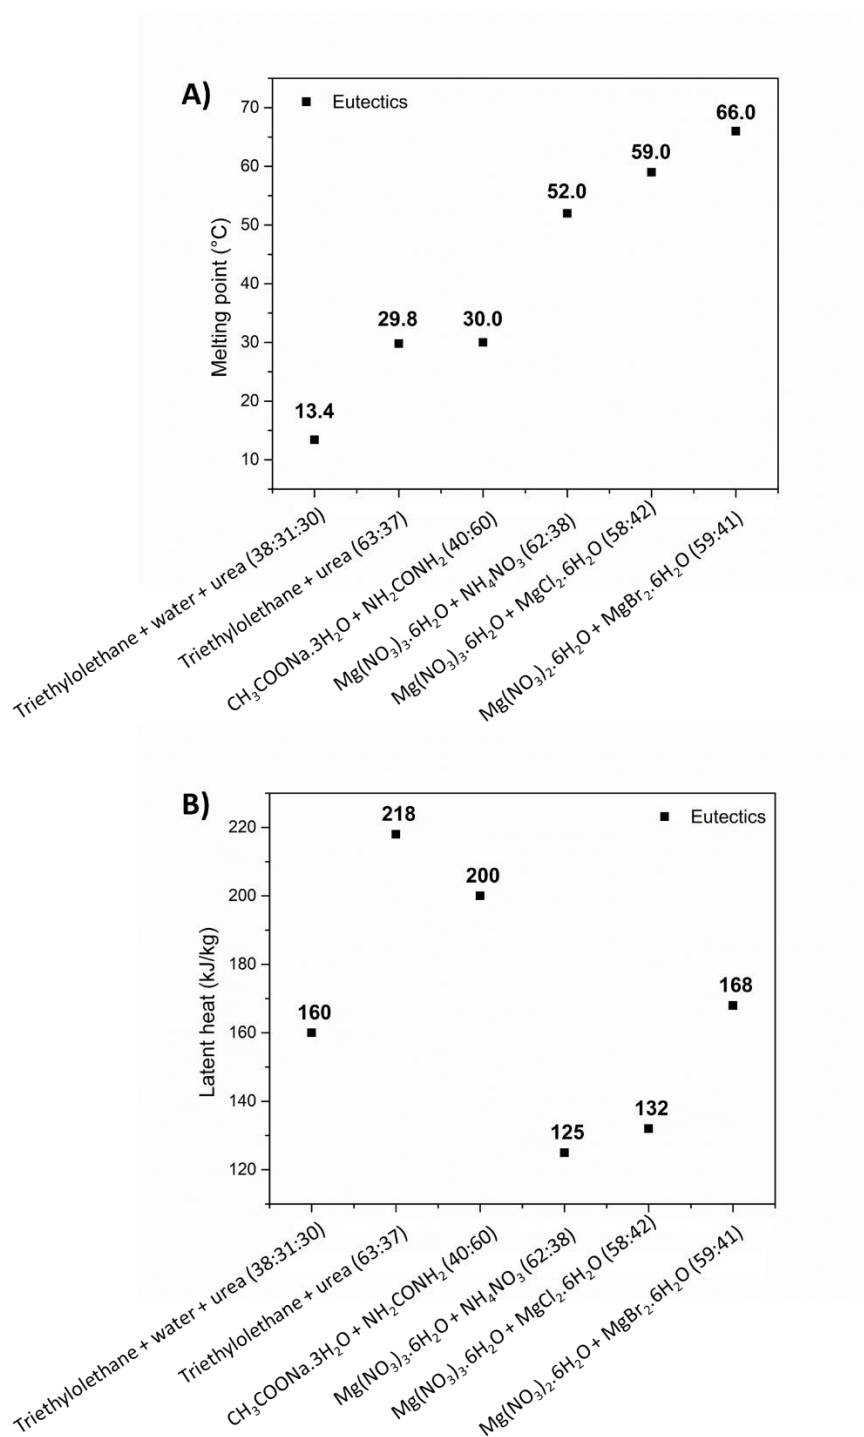 A)
Eutectics
Melting point (°C)
70
60
50
40
30
20
10
13.4
29.8
30.0
52.0
59.0
66.0
Triethylolethane + water + urea (38:31:30)
Triethylolethane + urea (63:37)
CH₃COONa.3H₂O + NH₂CONH₂ (40:60)
Mg(NO₃)₃.6H₂O + NH₄NO₃ (62:38)
Mg(NO₃)₃.6H₂O + MgCl₂.6H₂O (58:42)
Mg(NO₃)₂.6H₂O + MgBr₂.6H₂O (59:41)
B)
Eutectics
Latent heat (kJ/kg)
220
200
180
160
140
120
160
218
200
125
132
168
Triethylolethane + water + urea (38:31:30)
Triethylolethane + urea (63:37)
CH₃COONa.3H₂O + NH₂CONH₂ (40:60)
Mg(NO₃)₃.6H₂O + NH₄NO₃ (62:38)
Mg(NO₃)₃.6H₂O + MgCl₂.6H₂O (58:42)
Mg(NO₃)₂.6H₂O + MgBr₂.6H₂O (59:41)